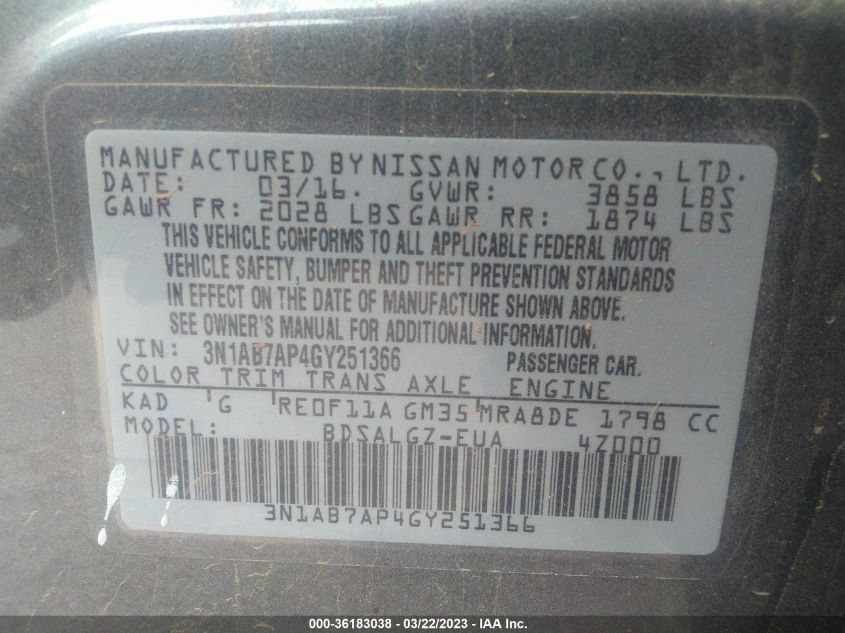 MANUFACTURED BY NISSAN MOTOR CO., LTD.
DATE: 03/16. GVWR: 3858 LBS
GAWR FR: 2028 LBS GAWR RR: 1874 LBS
THIS VEHICLE CONFORMS TO ALL APPLICABLE FEDERAL MOTOR
VEHICLE SAFETY, BUMPER AND THEFT PREVENTION STANDARDS
IN EFFECT ON THE DATE OF MANUFACTURE SHOWN ABOVE.
SEE OWNER'S MANUAL FOR ADDITIONAL INFORMATION.
VIN: 3N1AB7AP4GY251366 PASSENGER CAR.
COLOR TRIM TRANS AXLE ENGINE
KAD G RE0F11A GM35 MRA8DE 1798 CC
MODEL: BDSALGZ-EUA 4Z000
3N1AB7AP4GY251366
000-36183038 - 03/22/2023 - IAA Inc.